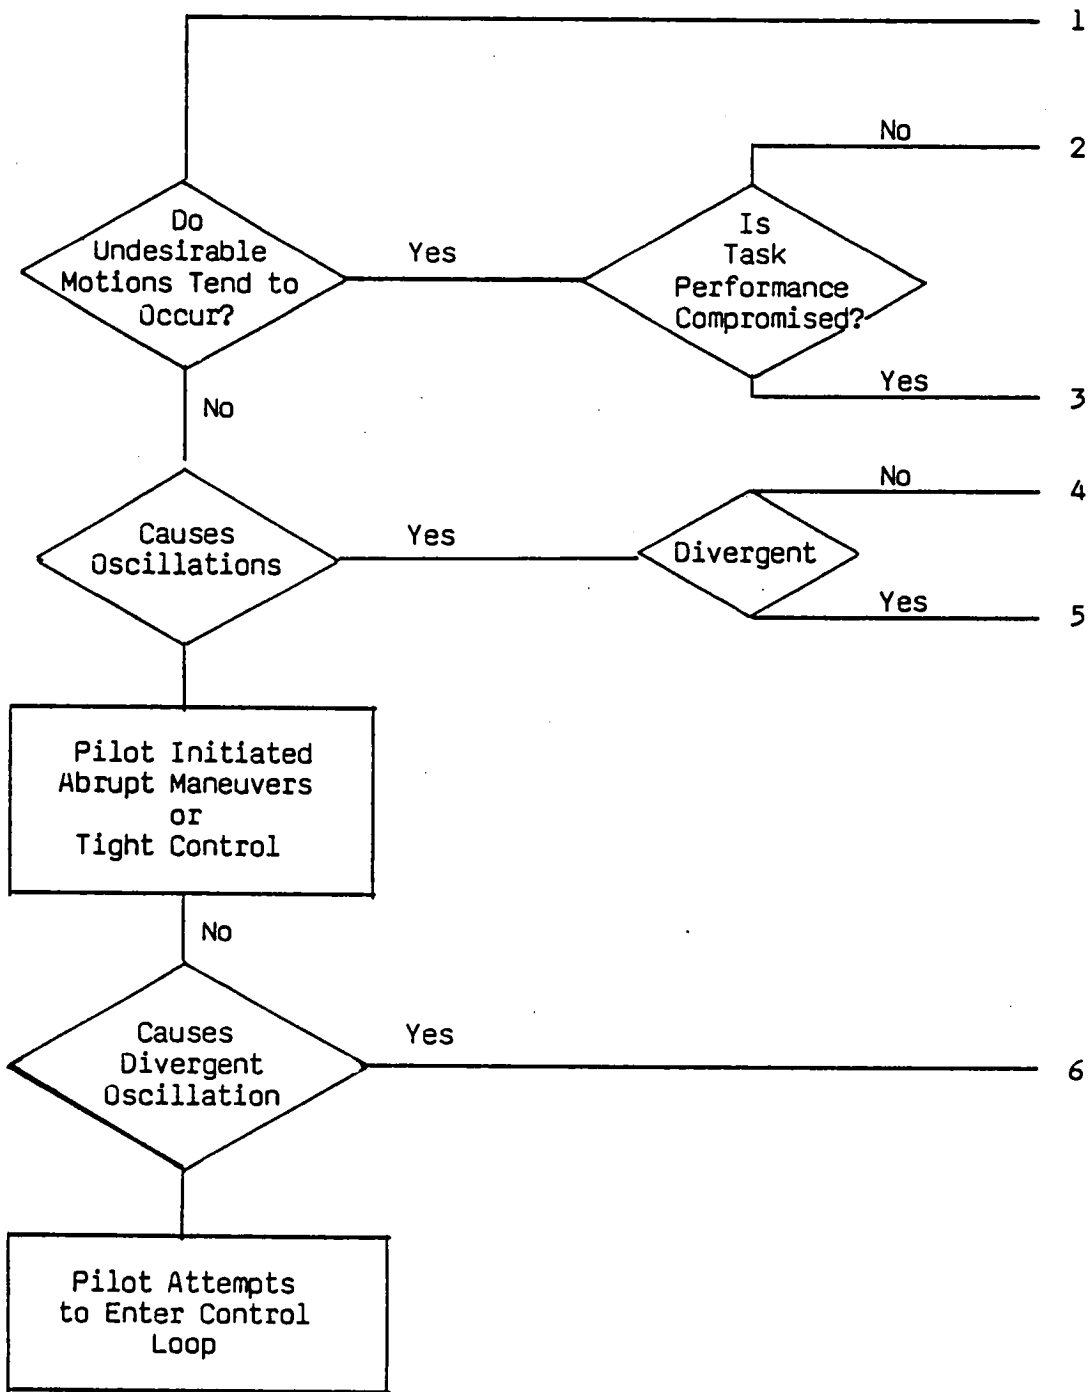 1
No
2
Do
Undesirable
Motions Tend to
Occur?
Yes
Is
Task
Performance
Compromised?
Yes
3
No
Causes
Oscillations
Yes
No
4
Divergent
Yes
5
Pilot Initiated
Abrupt Maneuvers
or
Tight Control
No
Causes
Divergent
Oscillation
Yes
6
Pilot Attempts
to Enter Control
Loop